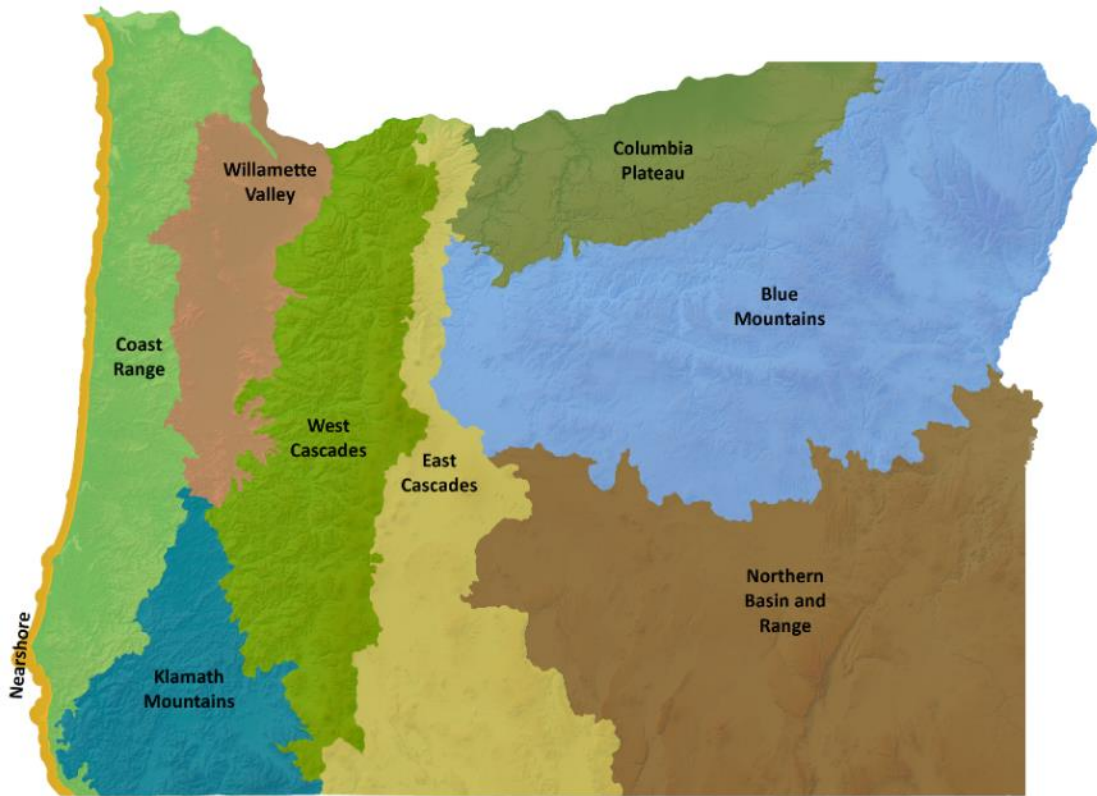 Columbia
Plateau
Willamette
Valley
Blue
Mountains
Coast
Range
West
Cascades
East
Cascades
Northern
Basin and
Range
Nearshore
Klamath
Mountains